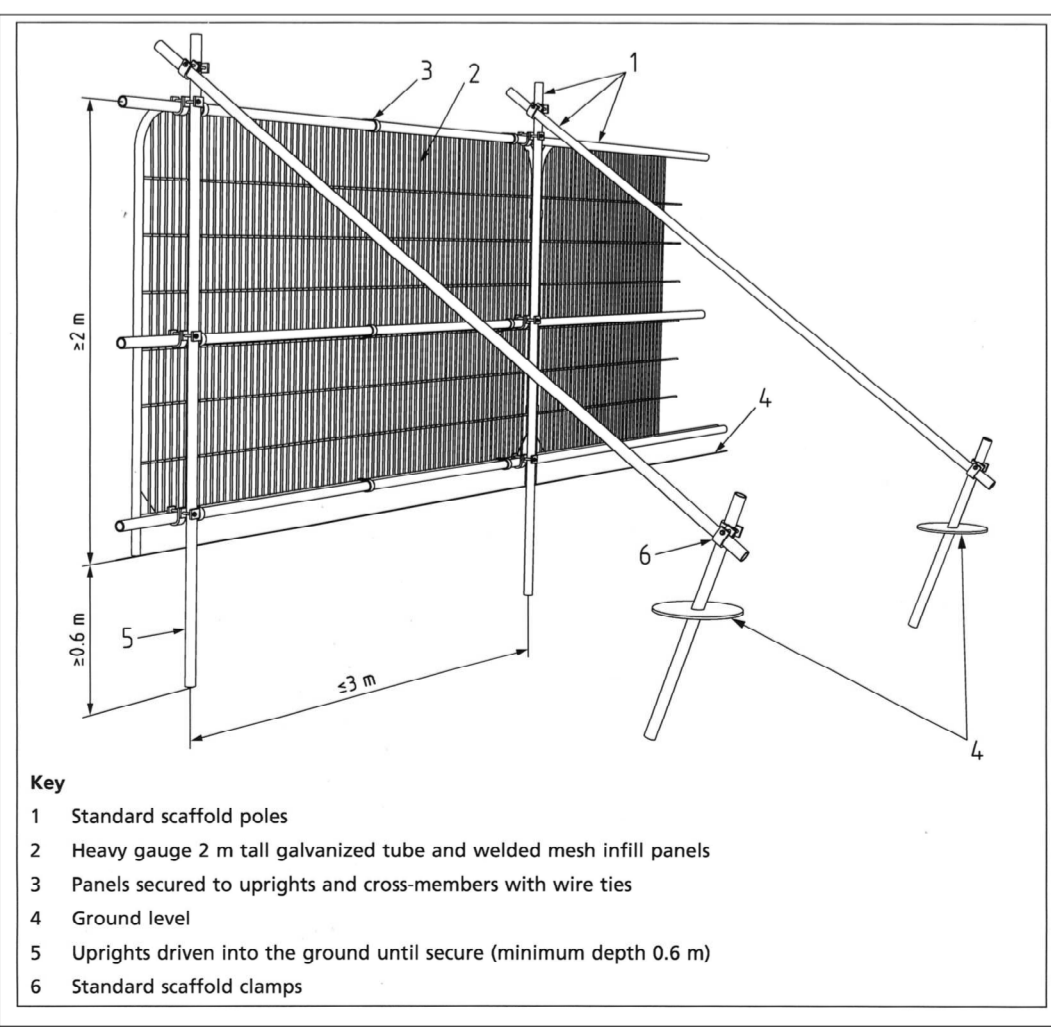 1
3
2
≥2 m
4
6
≥0.6 m
5
≤3 m
4
Key
1 Standard scaffold poles
2 Heavy gauge 2 m tall galvanized tube and welded mesh infill panels
3 Panels secured to uprights and cross-members with wire ties
4 Ground level
5 Uprights driven into the ground until secure (minimum depth 0.6 m)
6 Standard scaffold clamps